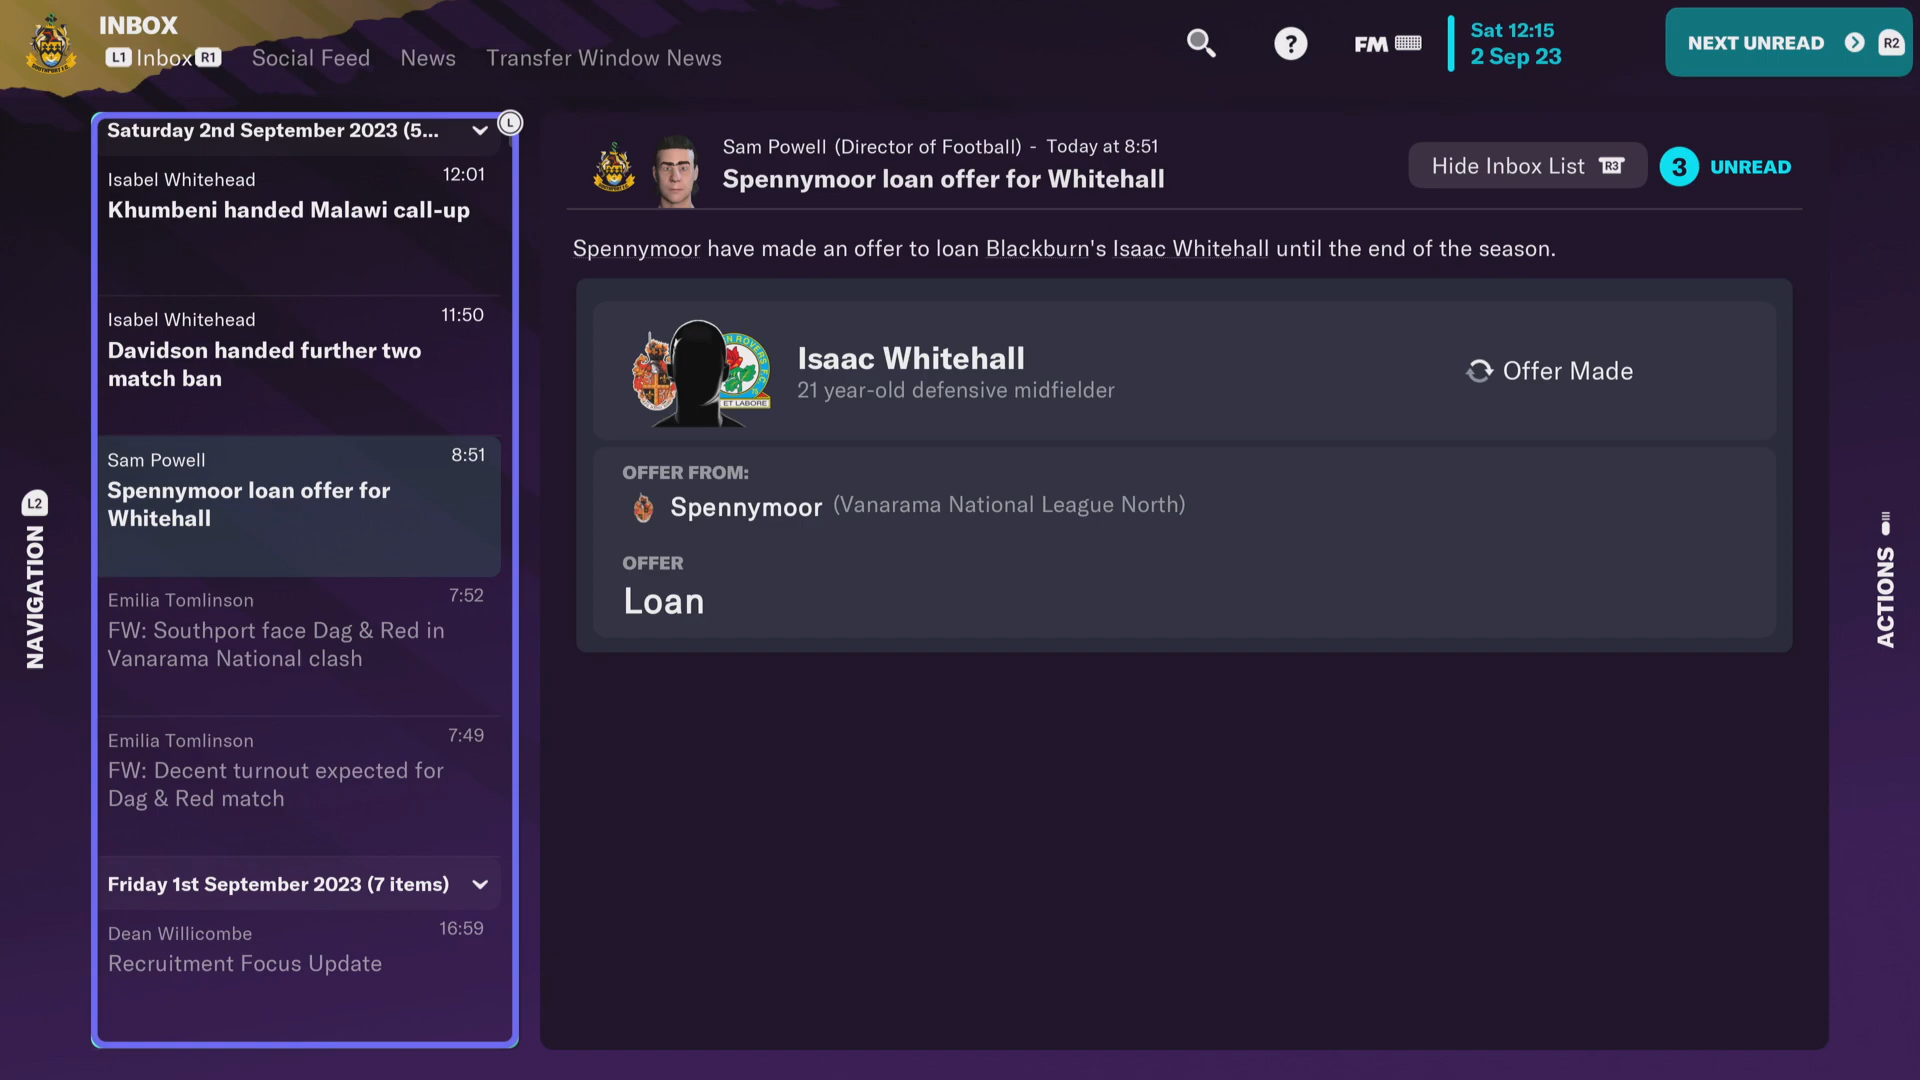 INBOX
L1 Inbox R1 Social Feed News Transfer Window News
?
FM
Sat 12:15
2 Sep 23
NEXT UNREAD R2
Saturday 2nd September 2023 (5...
L
Isabel Whitehead 12:01
Khumbeni handed Malawi call-up
Isabel Whitehead 11:50
Davidson handed further two
match ban
Sam Powell 8:51
Spennymoor loan offer for
Whitehall
Emilia Tomlinson 7:52
FW: Southport face Dag & Red in
Vanarama National clash
Emilia Tomlinson 7:49
FW: Decent turnout expected for
Dag & Red match
Friday 1st September 2023 (7 items)
Dean Willicombe 16:59
Recruitment Focus Update
L2
NAVIGATION
Sam Powell (Director of Football) - Today at 8:51
Spennymoor loan offer for Whitehall
Hide Inbox List R3
3 UNREAD
Spennymoor have made an offer to loan Blackburn's Isaac Whitehall until the end of the season.
Isaac Whitehall
21 year-old defensive midfielder
Offer Made
N ROVERS F.C.
ET LABORE
OFFER FROM:
Spennymoor (Vanarama National League North)
OFFER
Loan
ACTIONS